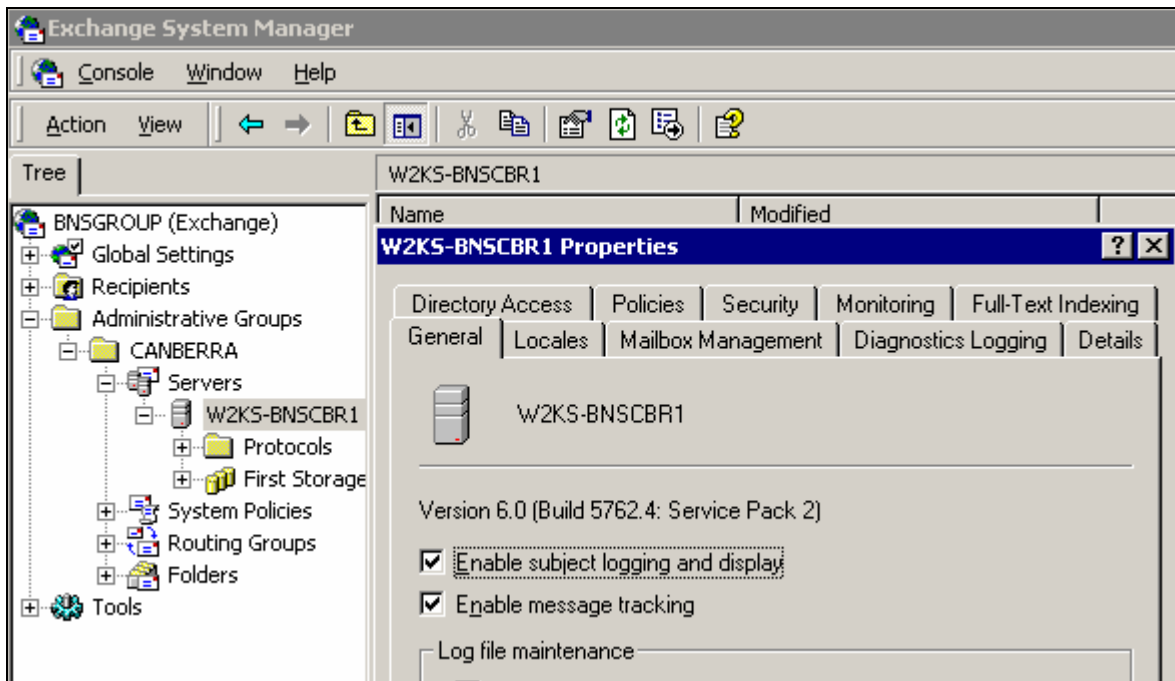 Exchange System Manager
Console Window Help
Action View
Tree
W2KS-BNSCBR1
Name Modified
BNSGROUP (Exchange)
Global Settings
Recipients
Administrative Groups
CANBERRA
Servers
W2KS-BNSCBR1
Protocols
First Storage
System Policies
Routing Groups
Folders
Tools
W2KS-BNSCBR1 Properties
Directory Access Policies Security Monitoring Full-Text Indexing
General Locales Mailbox Management Diagnostics Logging Details
W2KS-BNSCBR1
Version 6.0 (Build 5762.4: Service Pack 2)
Enable subject logging and display
Enable message tracking
Log file maintenance